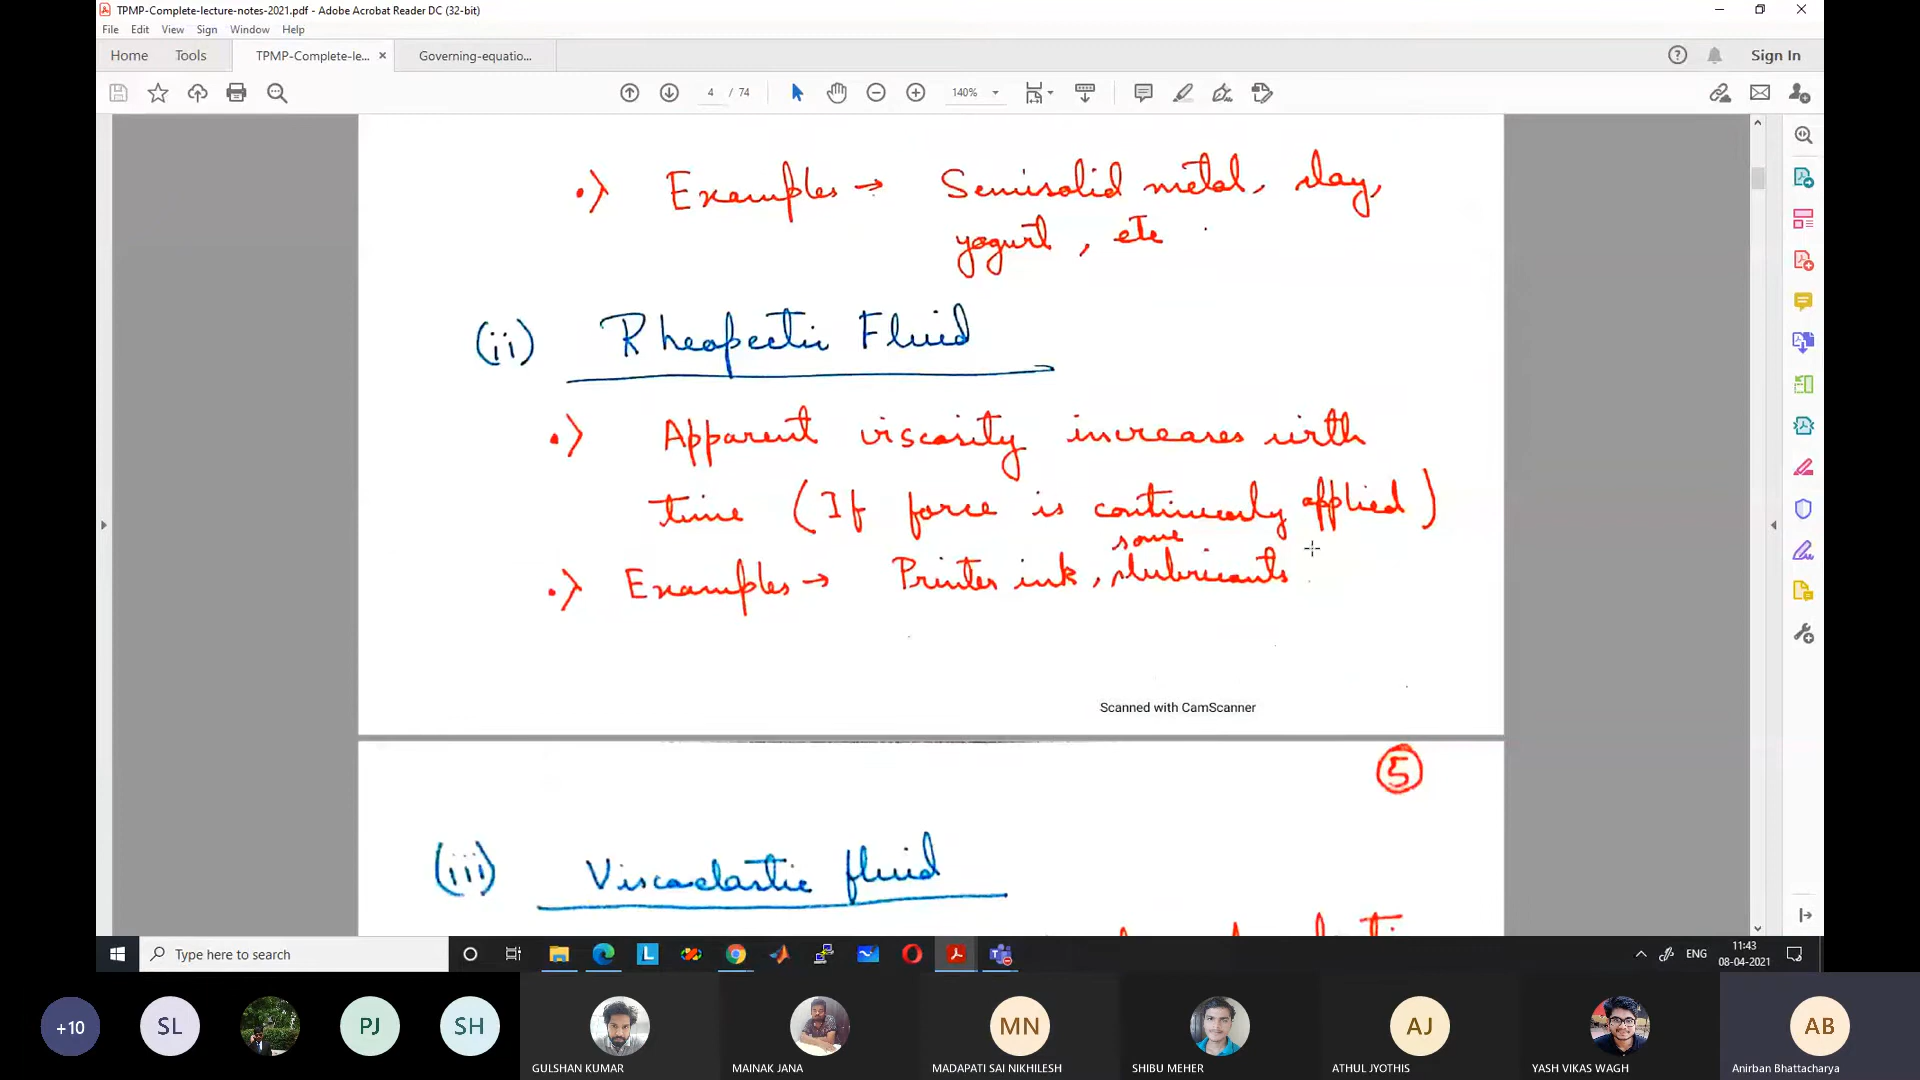 TPMP-Complete-lecture-notes-2021.pdf - Adobe Acrobat Reader DC (32-bit)
File Edit View Sign Window Help
Home Tools TPMP-Complete-le... × Governing-equatio... Sign In
4 / 74 140%
Examples → Semisolid metal, clay,
yogurt, etc
(ii) Rheopectic Fluid
Apparent viscosity increases with
time (If force is continuously applied)
some
Examples → Printer ink, lubricants
Scanned with CamScanner
5
(iii) Viscoelastic fluid
Type here to search
ENG
11:43
08-04-2021
+10 SL PJ SH MN AJ AB
GULSHAN KUMAR MAINAK JANA MADAPATI SAI NIKHILESH SHIBU MEHER ATHUL JYOTHIS YASH VIKAS WAGH Anirban Bhattacharya